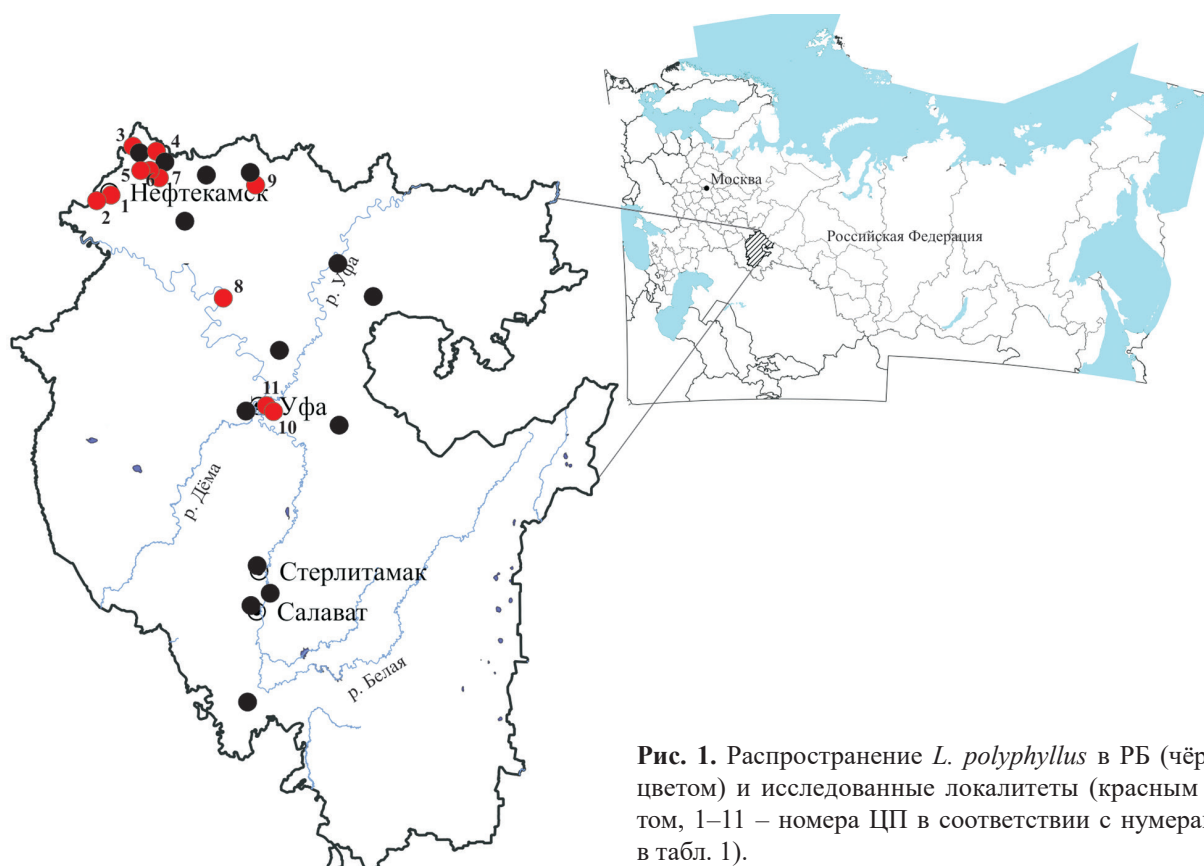 3
4
5
6
7
9
Нефтекамск
1
2
8
р. Уфа
11
Уфа
10
р. Дёма
Стерлитамак
Салават
р. Белая
Москва
Российская Федерация
Рис. 1. Распространение L. polyphyllus в РБ (чёр
цветом) и исследованные локалитеты (красным
том, 1–11 – номера ЦП в соответствии с нумера
в табл. 1).